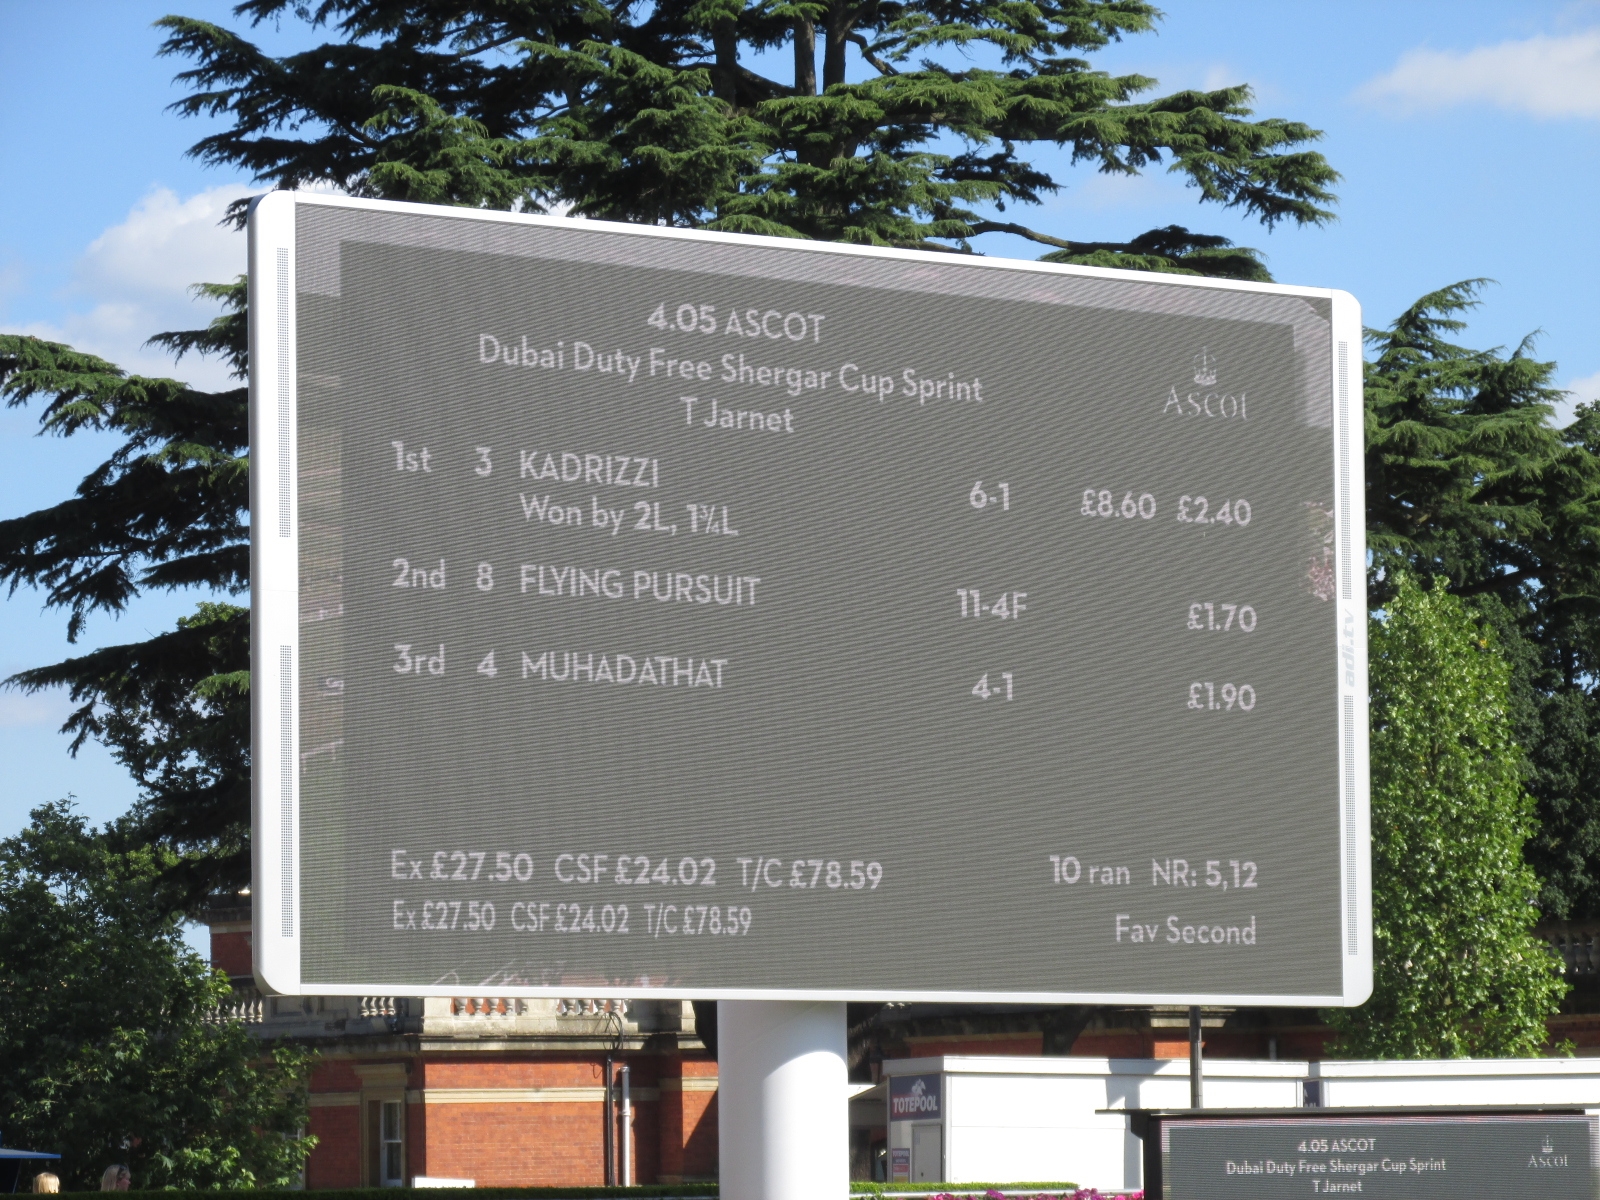 4.05 ASCOT
Dubai Duty Free Shergar Cup Sprint
T Jarnet
ASCOT
1st 3 KADRIZZI 6-1 £8.60 £2.40
Won by 2L, 1¾L
2nd 8 FLYING PURSUIT 11-4F £1.70
3rd 4 MUHADATHAT 4-1 £1.90
Ex £27.50 CSF £24.02 T/C £78.59 10 ran NR: 5,12
Ex £27.50 CSF £24.02 T/C £78.59 Fav Second
adi.tv
TOTEPOOL
4.05 ASCOT
Dubai Duty Free Shergar Cup Sprint
T Jarnet
ASCOT